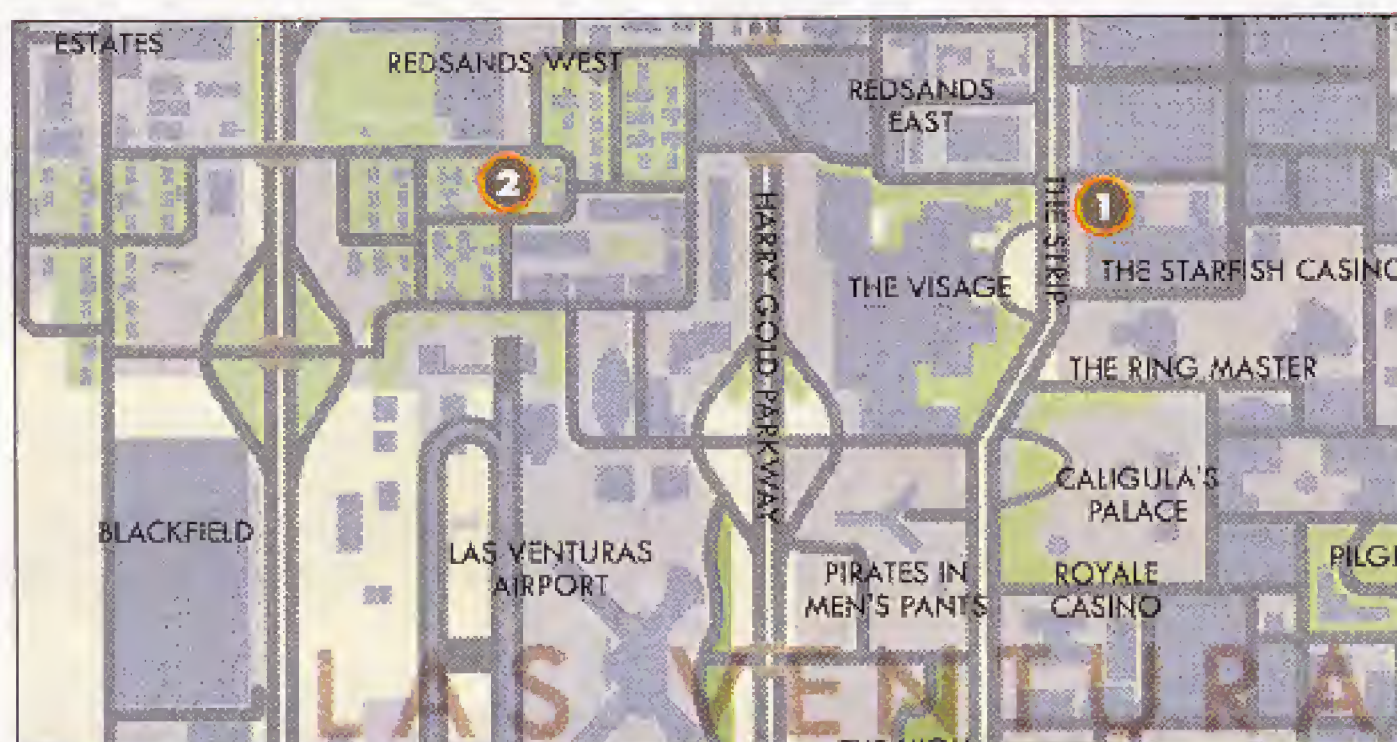 ESTATES
REDSANDS WEST
REDSANDS
EAST
2
1
HARRY GOLD PARKWAY
THE STRIP
THE VISAGE
THE STARFISH CASINO
THE RING MASTER
CALIGULA'S
PALACE
BLACKFIELD
LAS VENTURAS
AIRPORT
PIRATES IN
MEN'S PANTS
ROYALE
CASINO
PILGR
LAS VENTURA